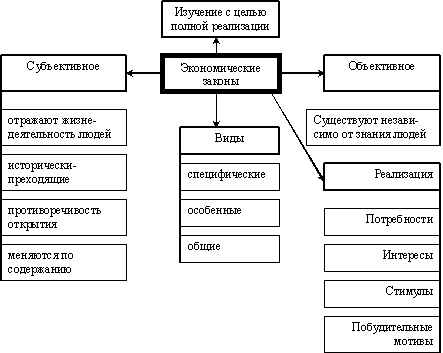 Изучение с целью
полной реализации
Субъективное
Экономические
законы
Объективное
отражают жизне-
деятельность людей
исторически-
преходящие
противоречивость
открытия
меняются по
содержанию
Виды
специфические
особенные
общие
Существуют незави-
симо от знания людей
Реализация
Потребности
Интересы
Стимулы
Побудительные
мотивы